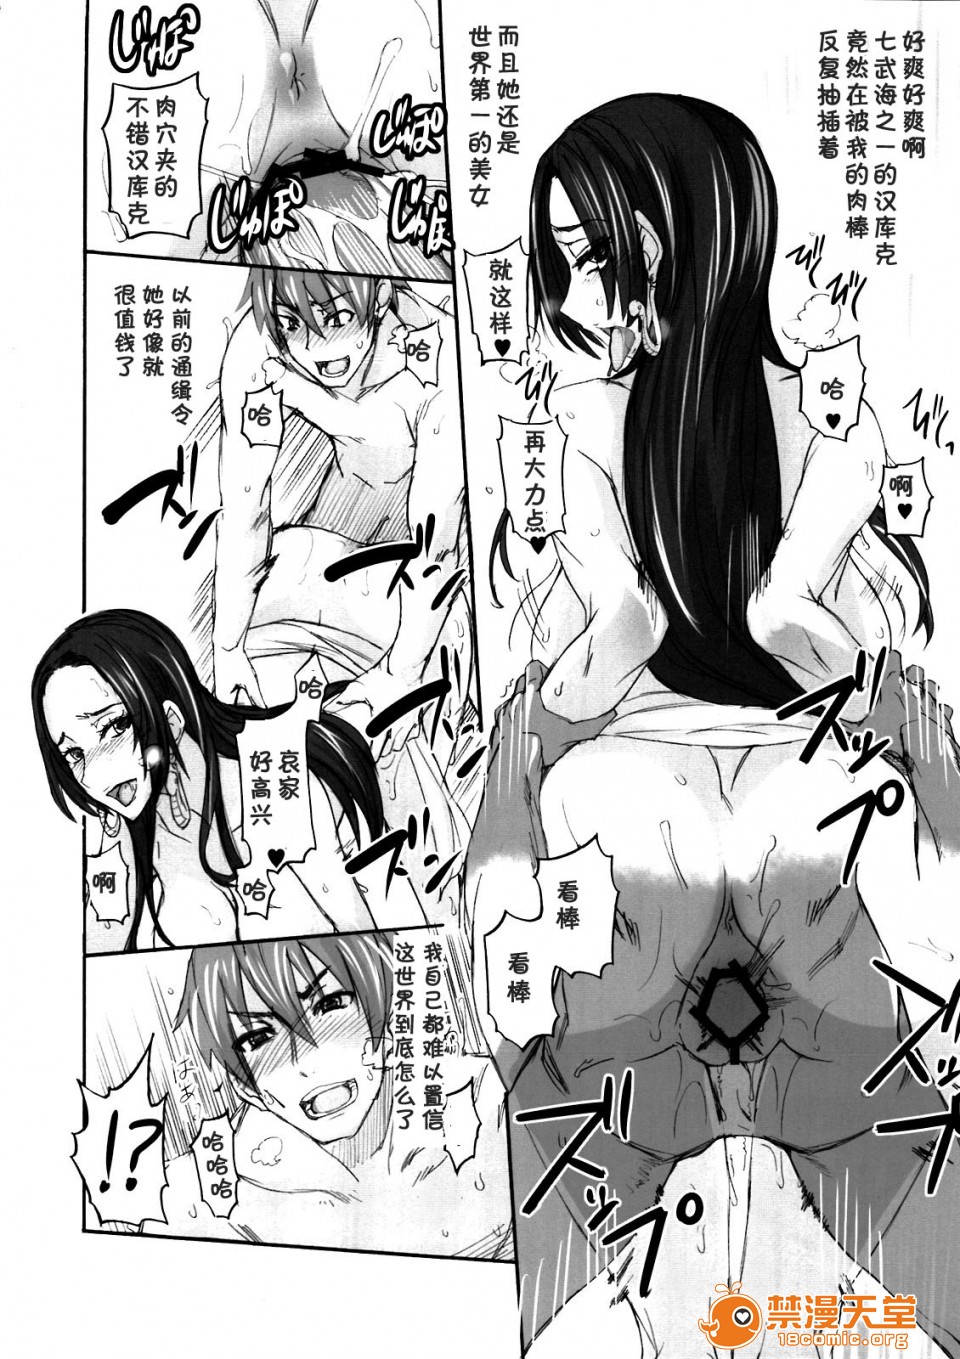 好爽好爽啊
七武海之一的汉库克
竟然在被我的肉棒
反复抽插着
而且她还是
世界第一的美女
就这样♥
哈♥
再大力点♥
啊♥
ズブッ
ズプッ
看棒
看棒
ズプッ
じゅぽ
じゅぽ
じゅぽ
じゅぽ
肉穴夹的
不错汉库克
以前的通缉令
她好像就
很值钱了
哈
哈
ズン
哈
哀家
好高兴♥
啊
哈
ズン
我自己都难以置信
这世界到底怎么了
哈哈哈
!?
禁漫天堂
18comic.org